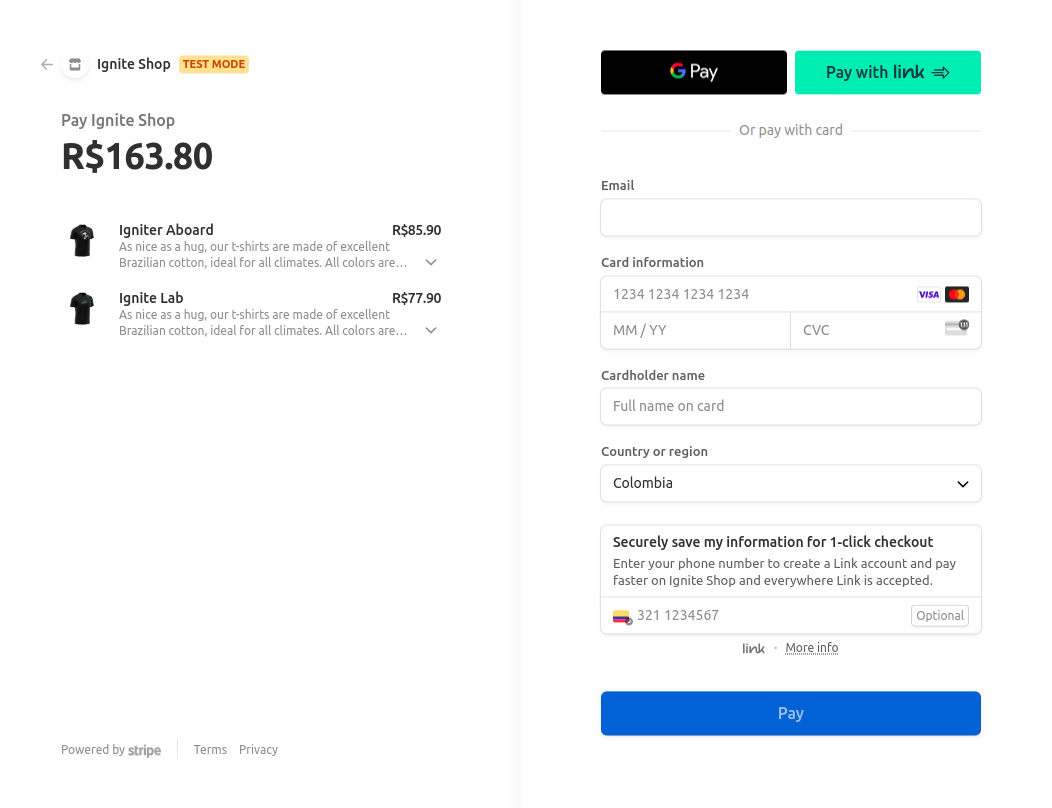 Ignite Shop TEST MODE
Pay Ignite Shop
R$163.80
Igniter Aboard R$85.90
As nice as a hug, our t-shirts are made of excellent
Brazilian cotton, ideal for all climates. All colors are…
Ignite Lab R$77.90
As nice as a hug, our t-shirts are made of excellent
Brazilian cotton, ideal for all climates. All colors are…
Powered by stripe Terms Privacy
G Pay
Pay with link
Or pay with card
Email
Card information
1234 1234 1234 1234 VISA
MM / YY CVC 135
Cardholder name
Full name on card
Country or region
Colombia
Securely save my information for 1-click checkout
Enter your phone number to create a Link account and pay
faster on Ignite Shop and everywhere Link is accepted.
321 1234567 Optional
link · More info
Pay